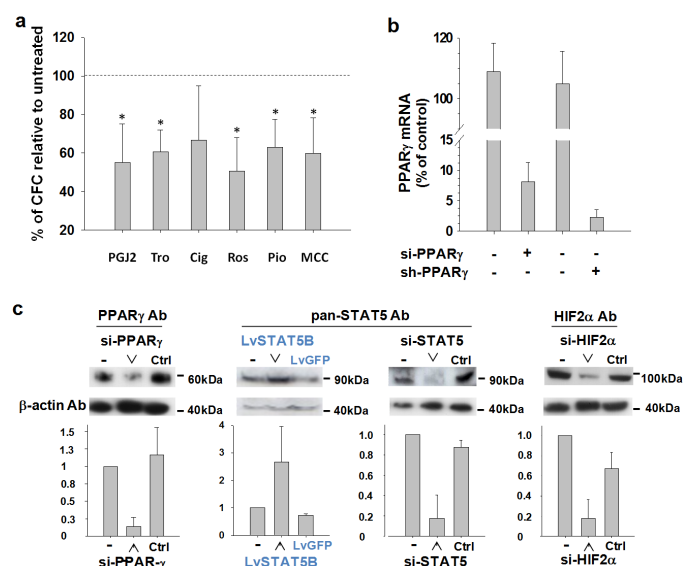 a
% of CFC relative to untreated
120
100
80
60
40
20
* * * * *
PGJ2 Tro Cig Ros Pio MCC
b
PPARγ mRNA
(% of control)
120
100
15
10
5
0
si-PPARγ - + - -
sh-PPARγ - - - +
c
PPARγ Ab
si-PPARγ
- Ctrl
60kDa
β-actin Ab
40kDa
1.5
1
1
0.5
0.3
0
- Ctrl
si-PPAR-γ
pan-STAT5 Ab
LvSTAT5B
- LvGFP
90kDa
40kDa
4
3
2
1
0
- LvGFP
LvSTAT5B
si-STAT5
- Ctrl
90kDa
40kDa
1.0
0.8
0.6
0.4
0.2
0
- Ctrl
si-STAT5
HIF2α Ab
si-HIF2α
- Ctrl
100kDa
40kDa
1.0
0.8
0.6
0.4
0.2
0
- Ctrl
si-HIF2α